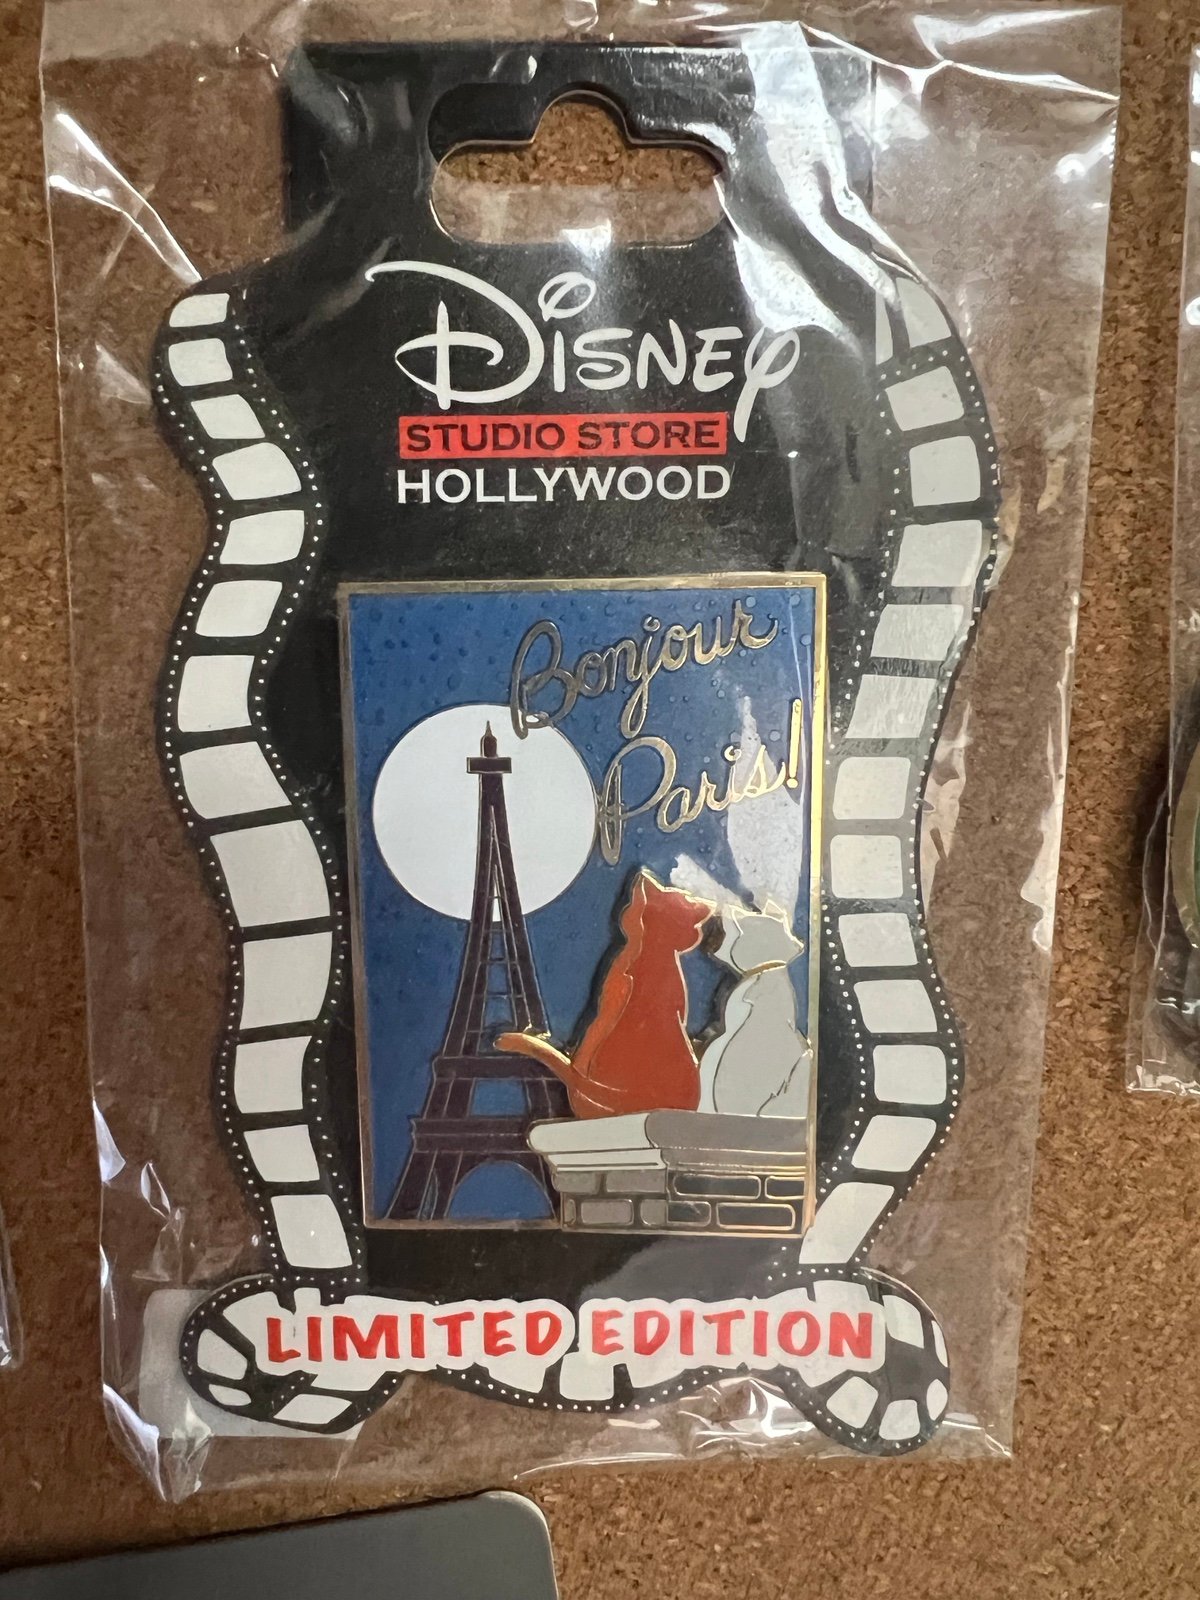 Disney
STUDIO STORE
HOLLYWOOD
Bonjour
Paris!
LIMITED EDITION